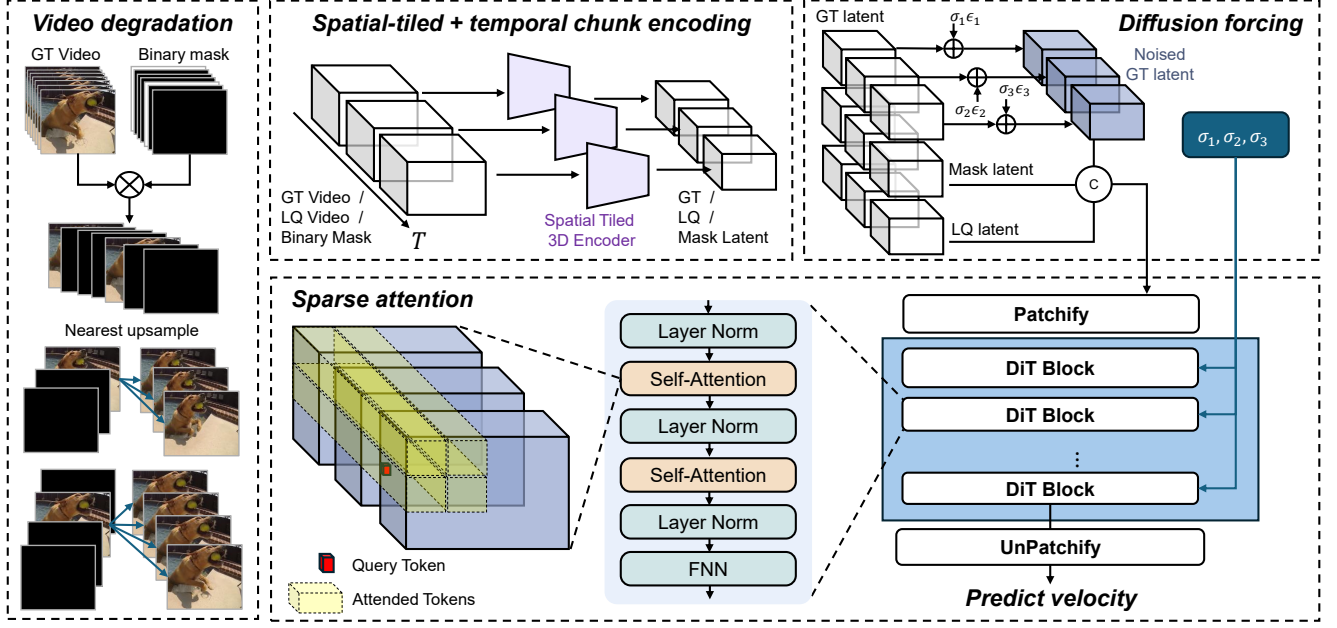 Video degradation
GT Video
Binary mask
Nearest upsample
Spatial-tiled + temporal chunk encoding
GT Video /
LQ Video /
Binary Mask
T
Spatial Tiled
3D Encoder
GT /
LQ /
Mask Latent
Diffusion forcing
GT latent
σ₁ϵ₁
σ₂ϵ₂
σ₃ϵ₃
Noised
GT latent
Mask latent
C
LQ latent
σ₁, σ₂, σ₃
Sparse attention
Query Token
Attended Tokens
Layer Norm
Self-Attention
Layer Norm
Self-Attention
Layer Norm
FNN
Patchify
DiT Block
DiT Block
...
DiT Block
UnPatchify
Predict velocity